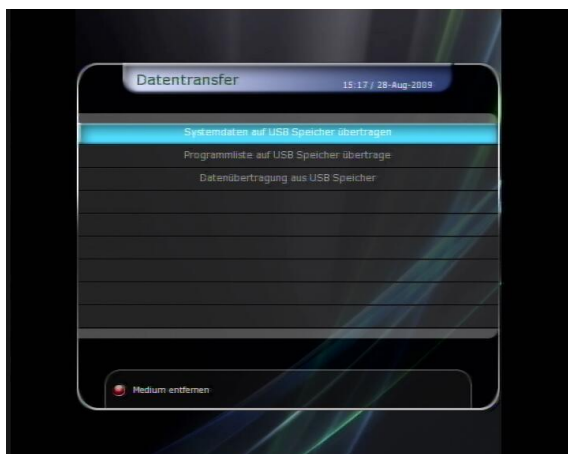 Datentransfer
15:17 / 28-Aug-2009
Systemdaten auf USB Speicher übertragen
Programmliste auf USB Speicher übertrage
Datenübertragung aus USB Speicher
Medium entfernen